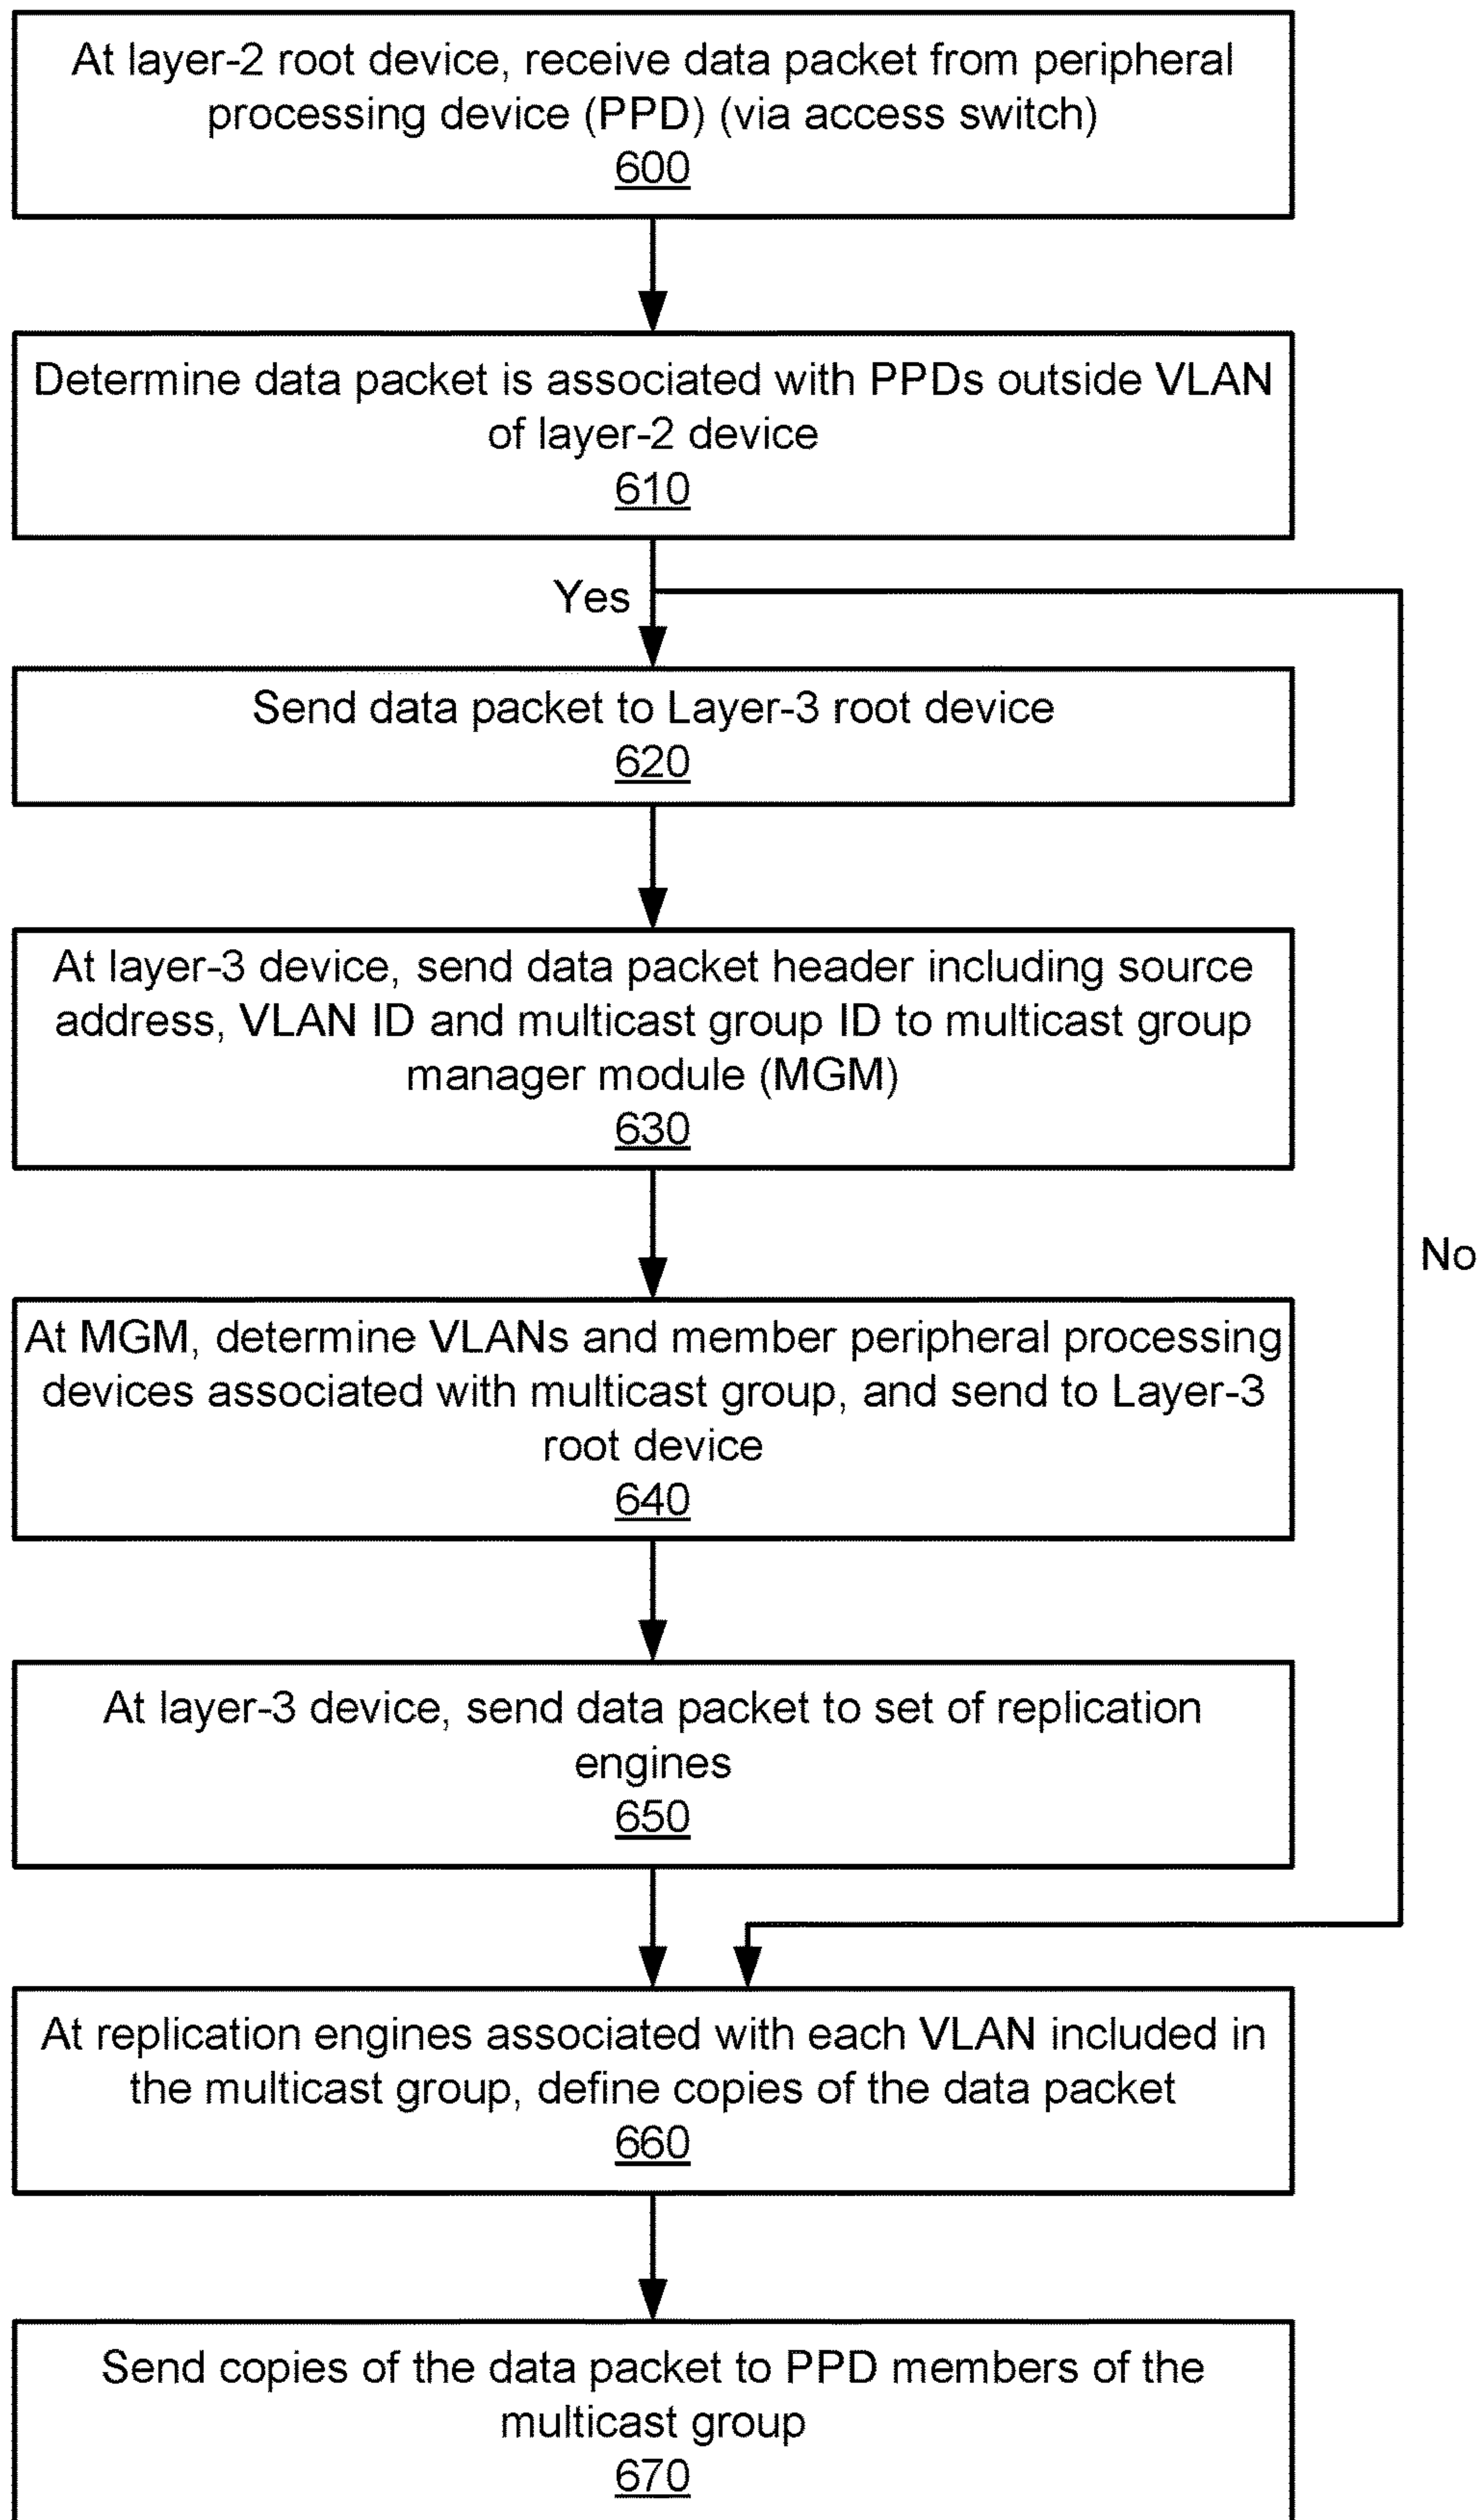 At layer-2 root device, receive data packet from peripheral
processing device (PPD) (via access switch)
600
Determine data packet is associated with PPDs outside VLAN
of layer-2 device
610
Yes
Send data packet to Layer-3 root device
620
At layer-3 device, send data packet header including source
address, VLAN ID and multicast group ID to multicast group
manager module (MGM)
630
No
At MGM, determine VLANs and member peripheral processing
devices associated with multicast group, and send to Layer-3
root device
640
At layer-3 device, send data packet to set of replication
engines
650
At replication engines associated with each VLAN included in
the multicast group, define copies of the data packet
660
Send copies of the data packet to PPD members of the
multicast group
670